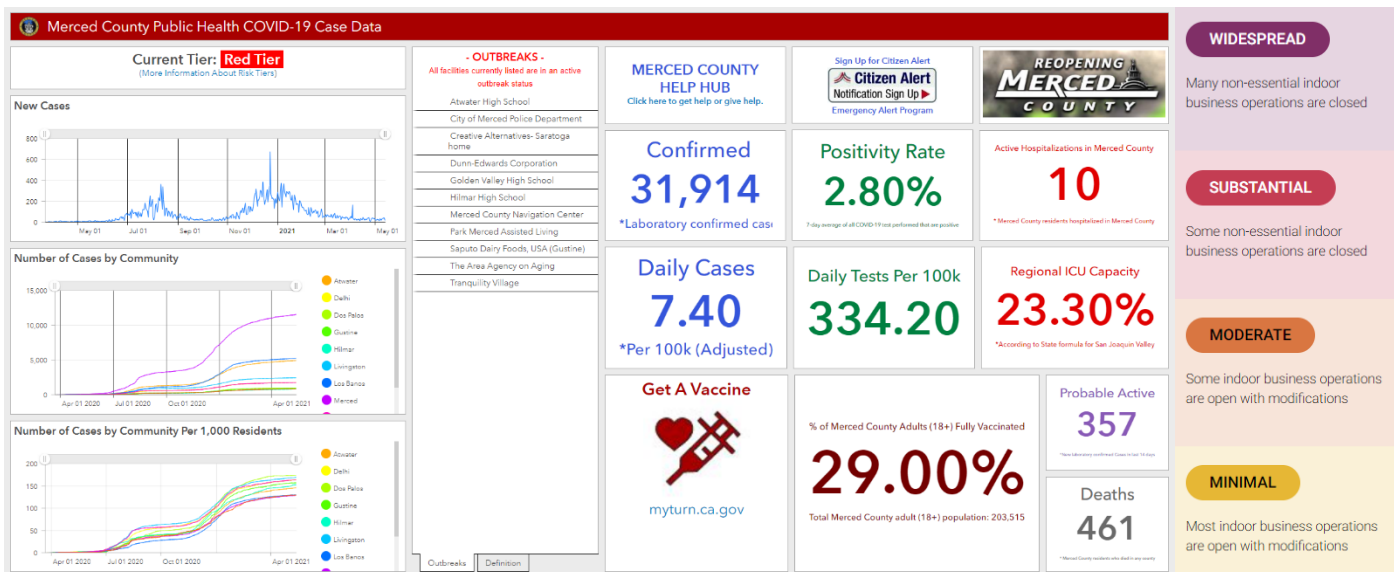 Merced County Public Health COVID-19 Case Data
Current Tier: Red Tier
(More Information About Risk Tiers)
New Cases
800
600
400
200
0
May 01
Jul 01
Sep 01
Nov 01
2021
Mar 01
May 01
Number of Cases by Community
15,000
10,000
5,000
0
Apr 01 2020
Jul 01 2020
Oct 01 2020
Apr 01 2021
Atwater
Delhi
Dos Palos
Gustine
Hilmar
Livingston
Los Banos
Merced
Number of Cases by Community Per 1,000 Residents
200
150
100
50
0
Apr 01 2020
Jul 01 2020
Oct 01 2020
Apr 01 2021
Atwater
Delhi
Dos Palos
Gustine
Hilmar
Livingston
Los Banos
- OUTBREAKS -
All facilities currently listed are in an active
outbreak status
Atwater High School
City of Merced Police Department
Creative Alternatives- Saratoga
home
Dunn-Edwards Corporation
Golden Valley High School
Hilmar High School
Merced County Navigation Center
Park Merced Assisted Living
Saputo Dairy Foods, USA (Gustine)
The Area Agency on Aging
Tranquility Village
Outbreaks
Definition
MERCED COUNTY
HELP HUB
Click here to get help or give help.
Sign Up for Citizen Alert
Citizen Alert
Notification Sign Up
Emergency Alert Program
REOPENING
MERCED
COUNTY
Confirmed
31,914
*Laboratory confirmed case
Positivity Rate
2.80%
7-day average of all COVID-19 test performed that are positive
Active Hospitalizations in Merced County
10
* Merced County residents hospitalized in Merced County
Daily Cases
7.40
*Per 100k (Adjusted)
Daily Tests Per 100k
334.20
Regional ICU Capacity
23.30%
*According to State formula for San Joaquin Valley
Get A Vaccine
myturn.ca.gov
% of Merced County Adults (18+) Fully Vaccinated
29.00%
Total Merced County adult (18+) population: 203,515
Probable Active
357
*New laboratory confirmed Cases in last 14 days
Deaths
461
* Merced County residents who died in any county
WIDESPREAD
Many non-essential indoor
business operations are closed
SUBSTANTIAL
Some non-essential indoor
business operations are closed
MODERATE
Some indoor business operations
are open with modifications
MINIMAL
Most indoor business operations
are open with modifications